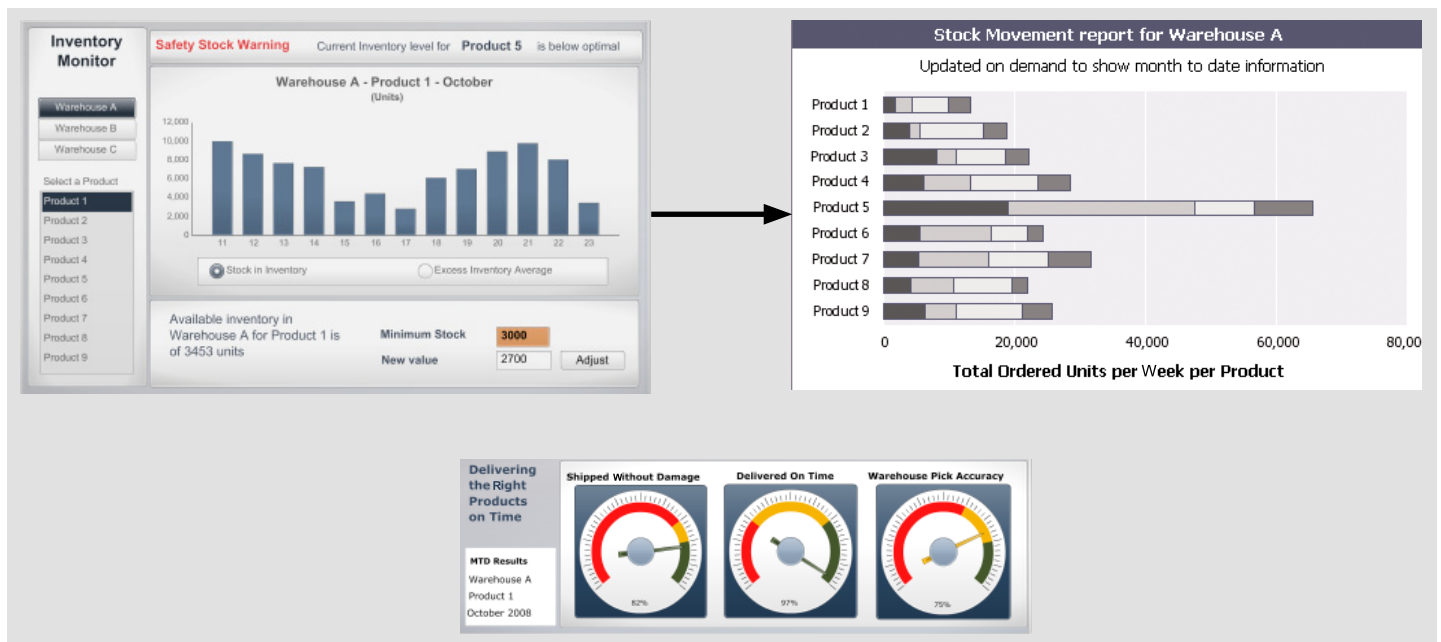 Inventory
Monitor
Warehouse A
Warehouse B
Warehouse C
Select a Product
Product 1
Product 2
Product 3
Product 4
Product 5
Product 6
Product 7
Product 8
Product 9
Safety Stock Warning Current Inventory level for Product 5 is below optimal
Warehouse A - Product 1 - October
(Units)
12,000
10,000
8,000
6,000
4,000
2,000
0
11 12 13 14 15 16 17 18 19 20 21 22 23
Stock in Inventory Excess Inventory Average
Available inventory in
Warehouse A for Product 1 is
of 3453 units
Minimum Stock 3000
New value 2700 Adjust
Stock Movement report for Warehouse A
Updated on demand to show month to date information
Product 1
Product 2
Product 3
Product 4
Product 5
Product 6
Product 7
Product 8
Product 9
0 20,000 40,000 60,000 80,00
Total Ordered Units per Week per Product
Delivering
the Right
Products
on Time
MTD Results
Warehouse A
Product 1
October 2008
Shipped Without Damage Delivered On Time Warehouse Pick Accuracy
82% 97% 75%